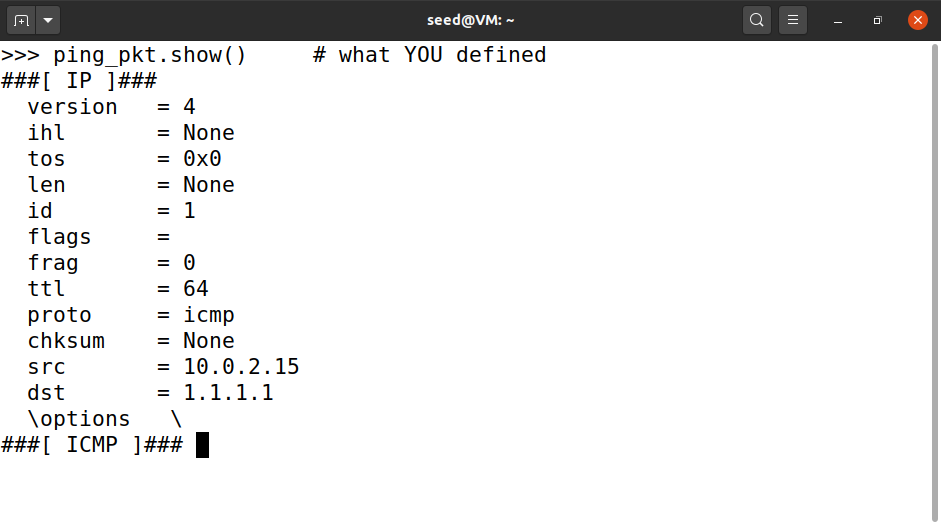 seed@VM: ~
>>> ping_pkt.show()     # what YOU defined
###[ IP ]###
  version   = 4
  ihl       = None
  tos       = 0x0
  len       = None
  id        = 1
  flags     =
  frag      = 0
  ttl       = 64
  proto     = icmp
  chksum    = None
  src       = 10.0.2.15
  dst       = 1.1.1.1
  \options   \
###[ ICMP ]###